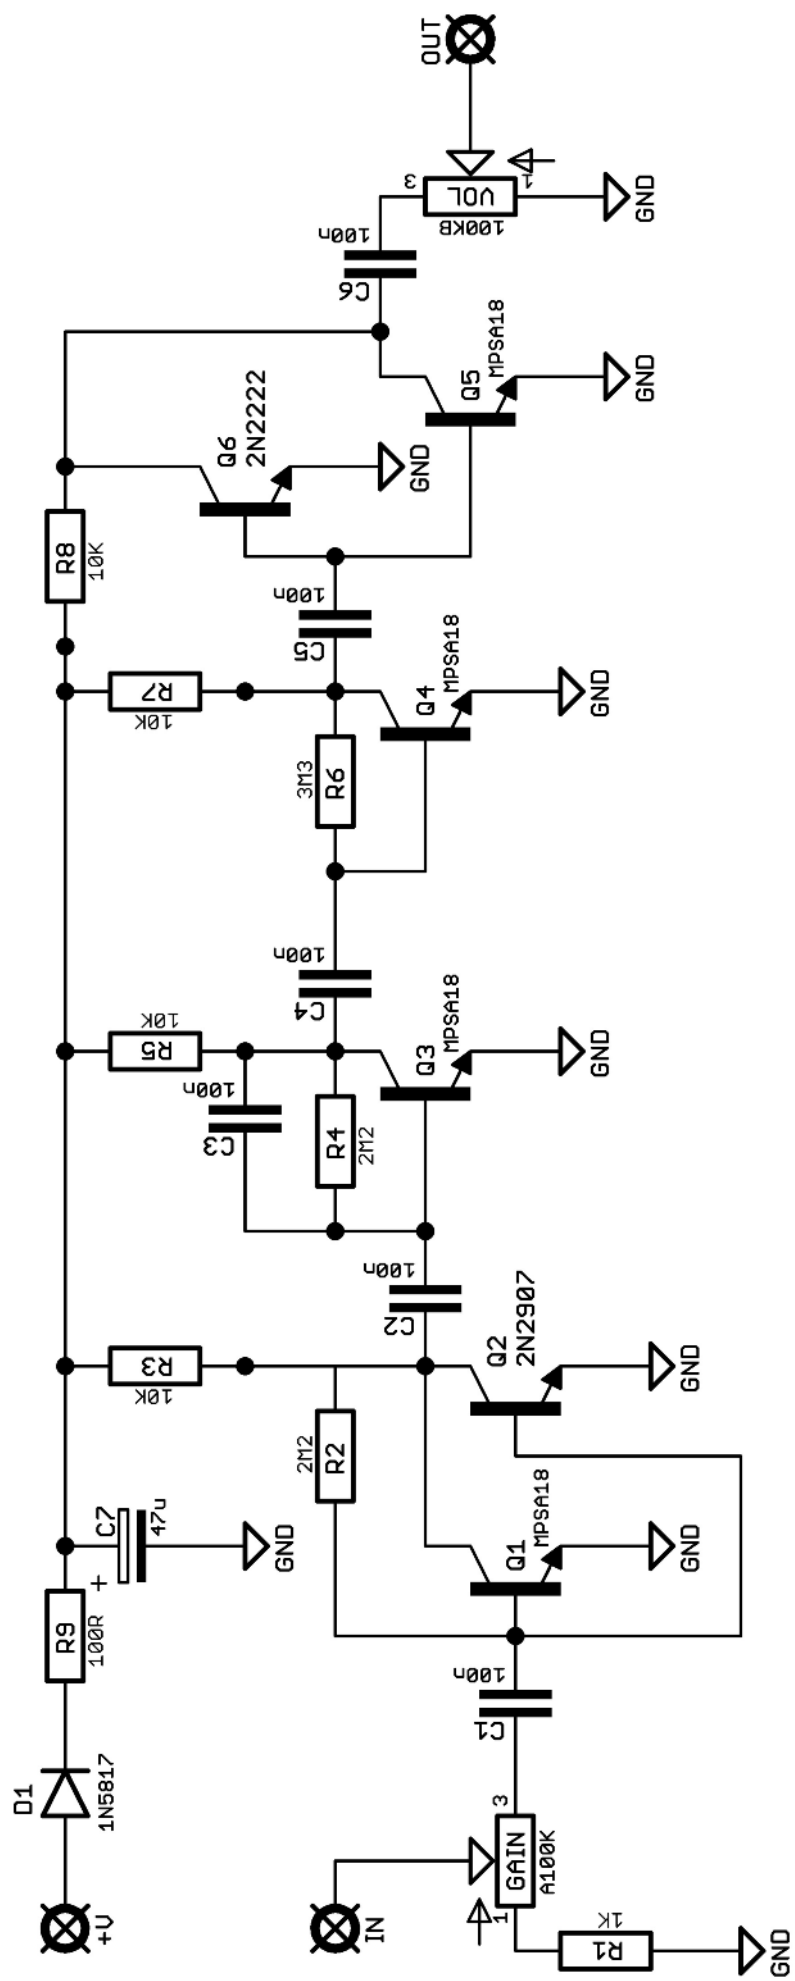 OUT
3
VOL
1
100KB
GND
100n
C6
Q5
MPSA18
GND
Q6
2N2222
GND
R8
10K
100n
C5
R7
10K
Q4
MPSA18
GND
3M3
R6
100n
C4
R5
10K
Q3
MPSA18
GND
100n
C3
R4
2M2
100n
C2
R3
10K
Q2
2N2907
GND
2M2
R2
C7
47u
+
GND
Q1
MPSA18
GND
R9
100R
100n
C1
D1
1N5817
3
GAIN
A100K
1
+V
IN
R1
1K
GND